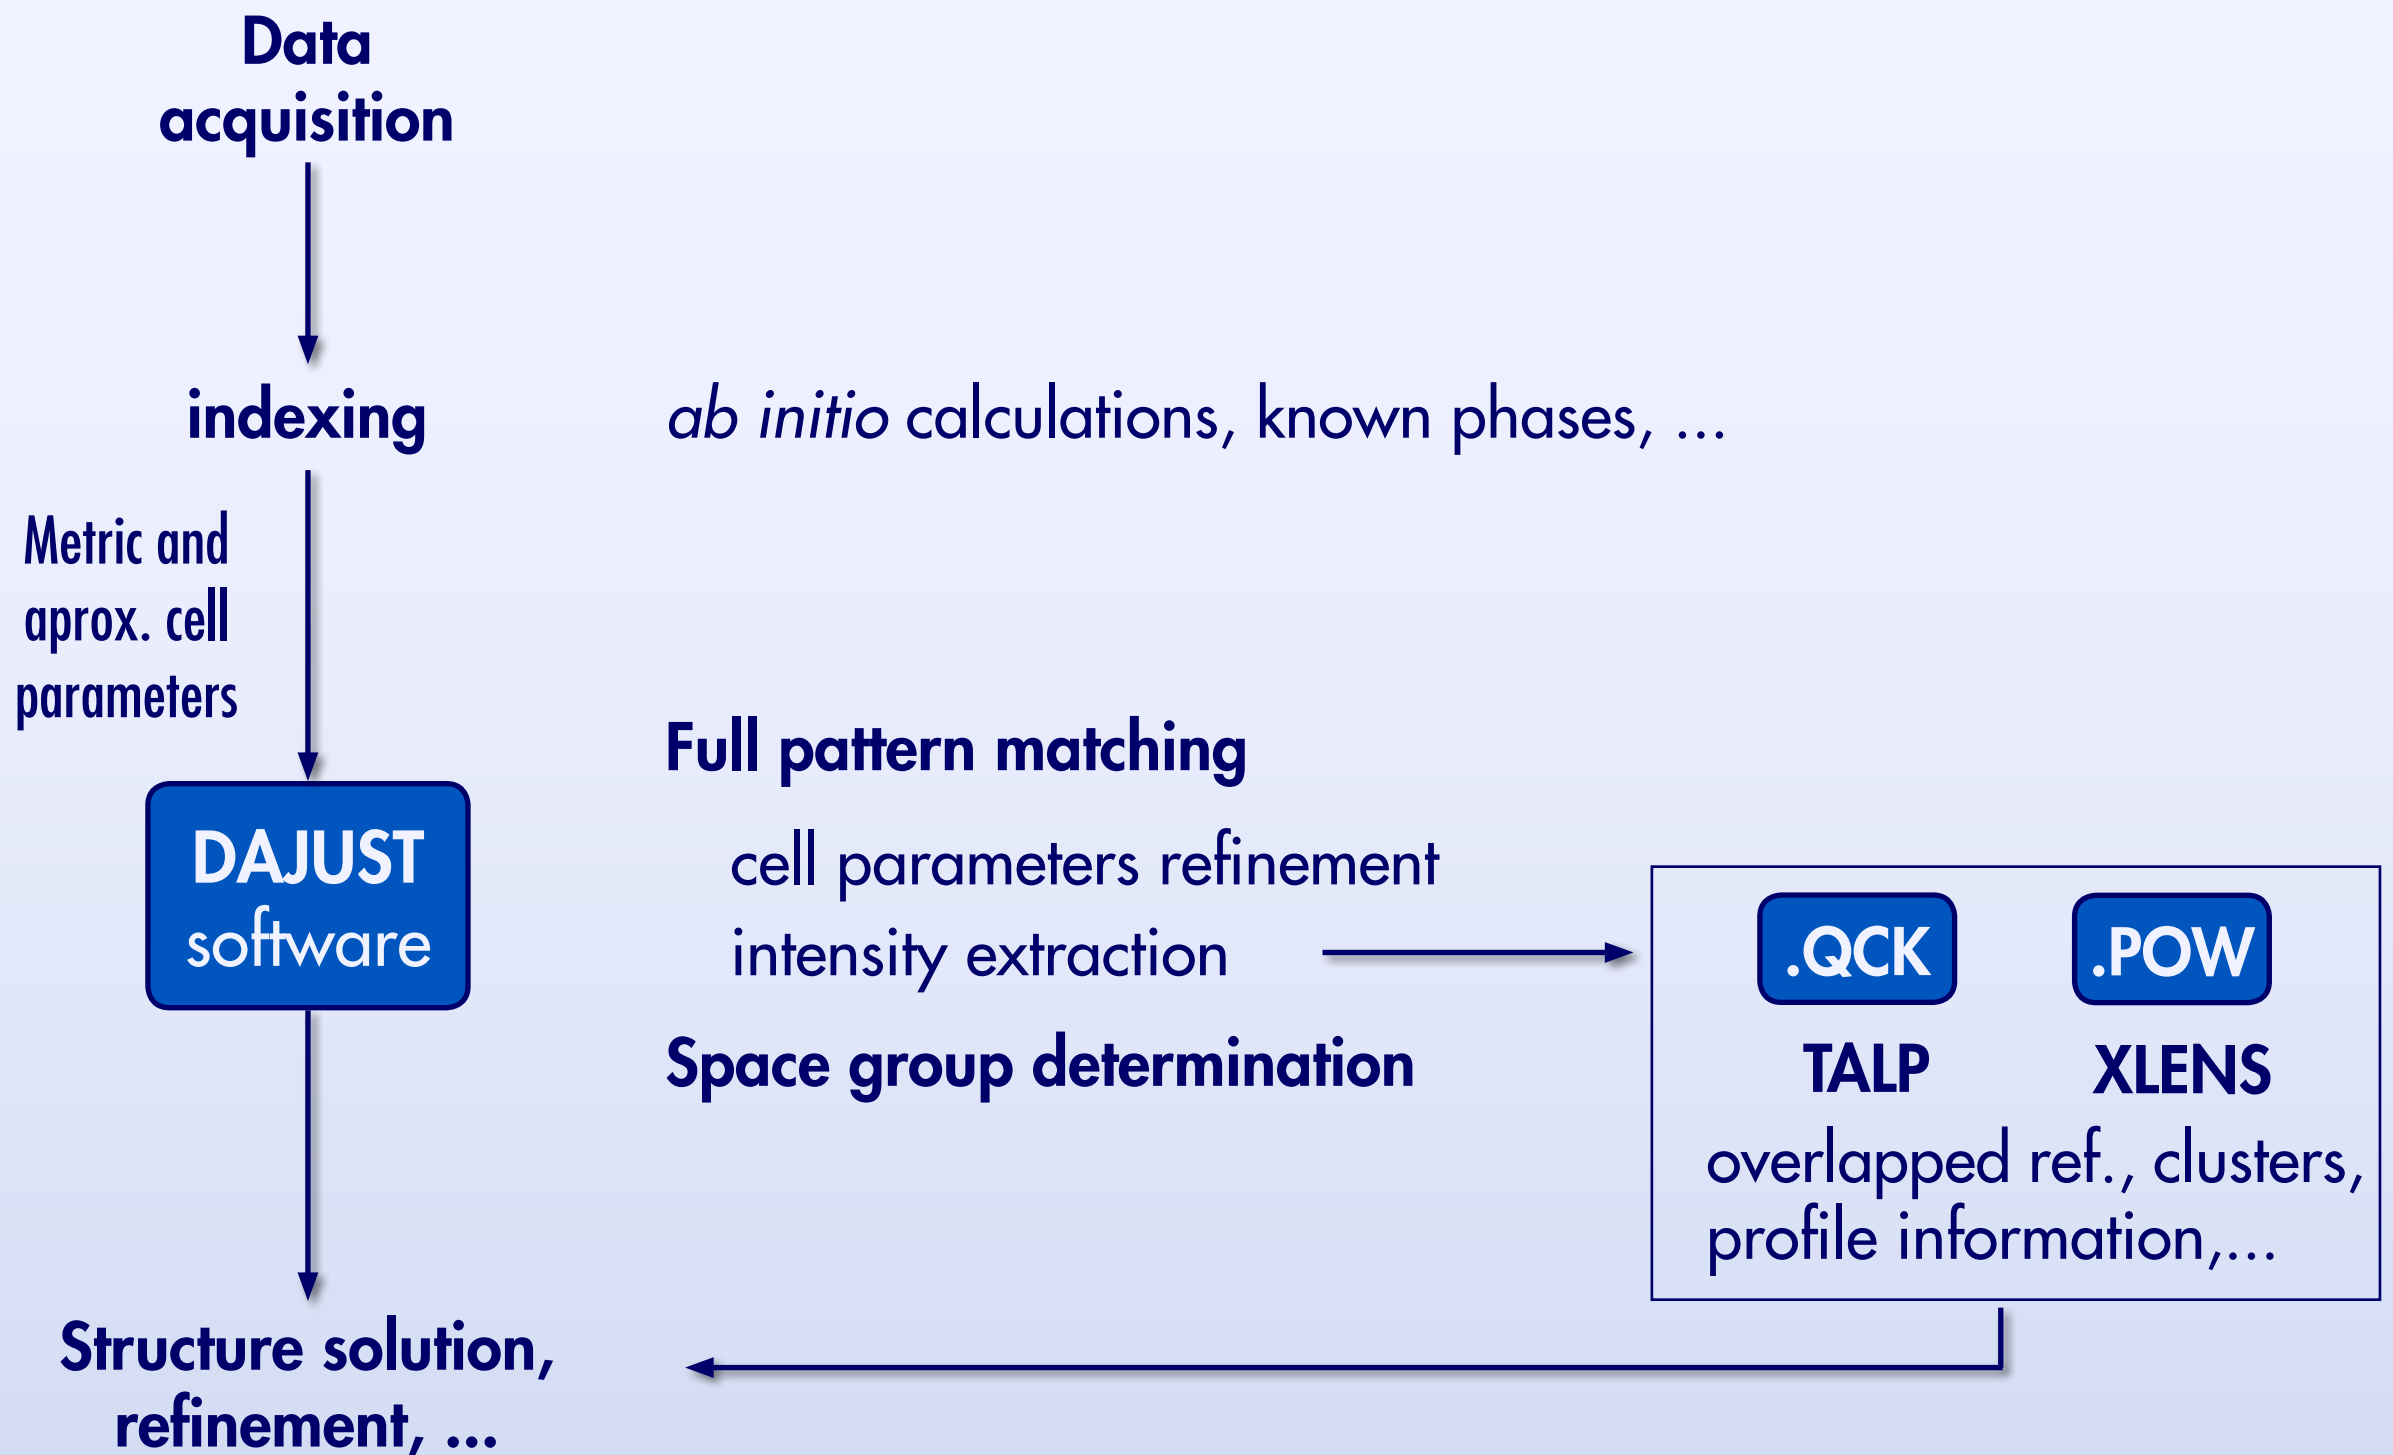 Data
acquisition
indexing
ab initio calculations, known phases, ...
Metric and
aprox. cell
parameters
DAJUST
software
Full pattern matching
cell parameters refinement
intensity extraction
Space group determination
.QCK
.POW
TALP
XLENS
overlapped ref., clusters,
profile information,...
Structure solution,
refinement, ...